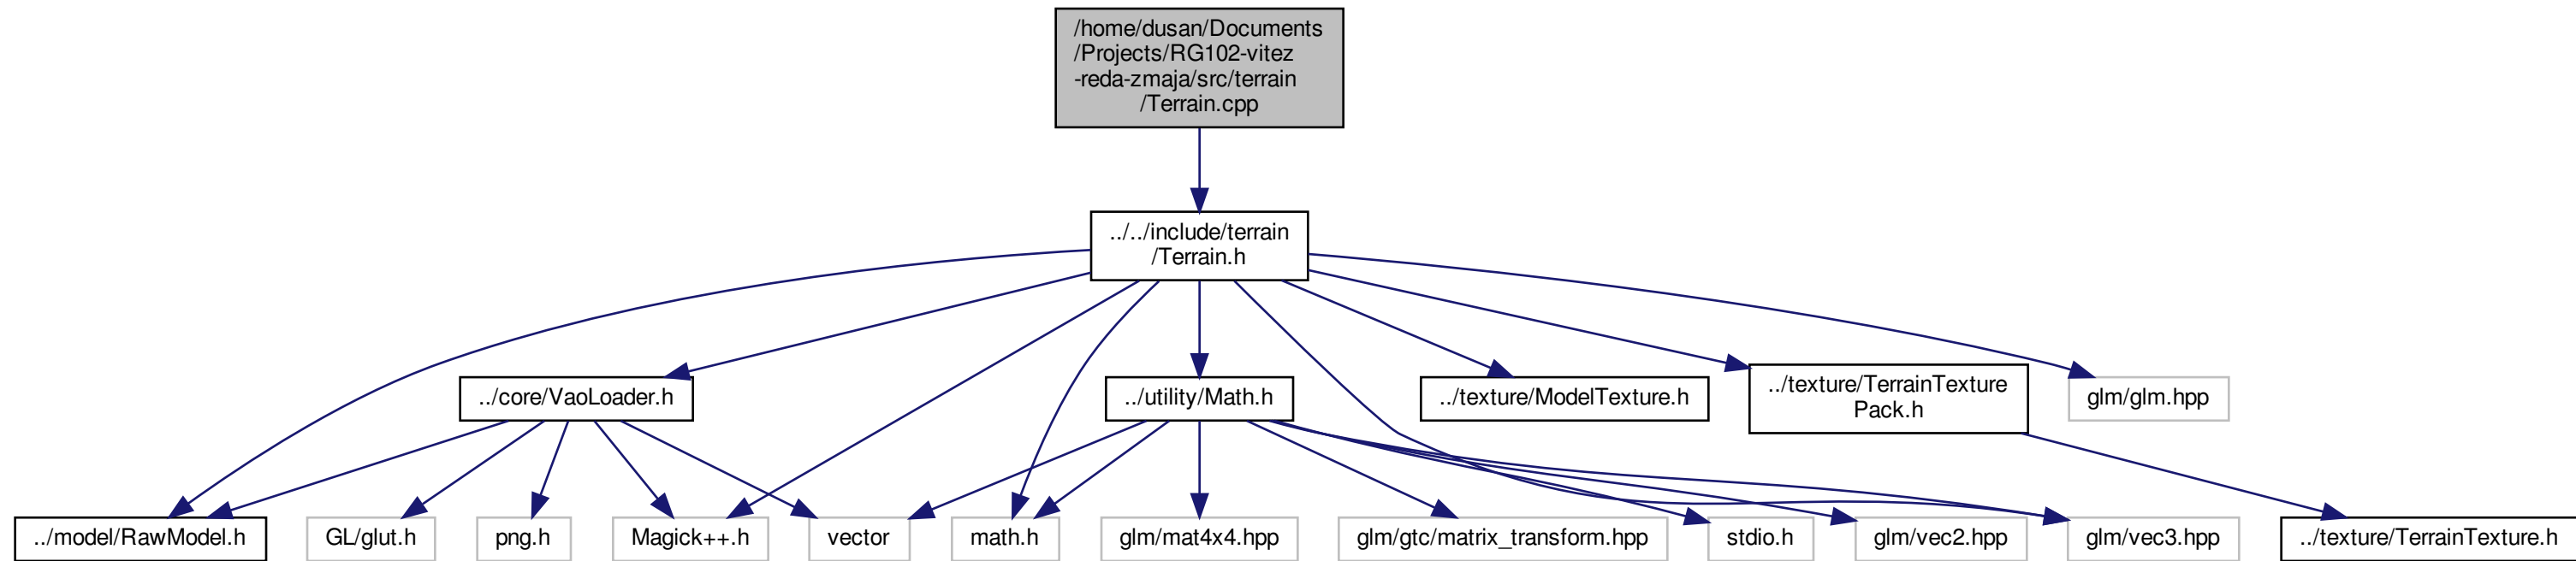 /home/dusan/Documents
/Projects/RG102-vitez
-reda-zmaja/src/terrain
/Terrain.cpp
../../include/terrain
/Terrain.h
../core/VaoLoader.h
../utility/Math.h
../texture/ModelTexture.h
../texture/TerrainTexture
Pack.h
glm/glm.hpp
../model/RawModel.h
GL/glut.h
png.h
Magick++.h
vector
math.h
glm/mat4x4.hpp
glm/gtc/matrix_transform.hpp
stdio.h
glm/vec2.hpp
glm/vec3.hpp
../texture/TerrainTexture.h